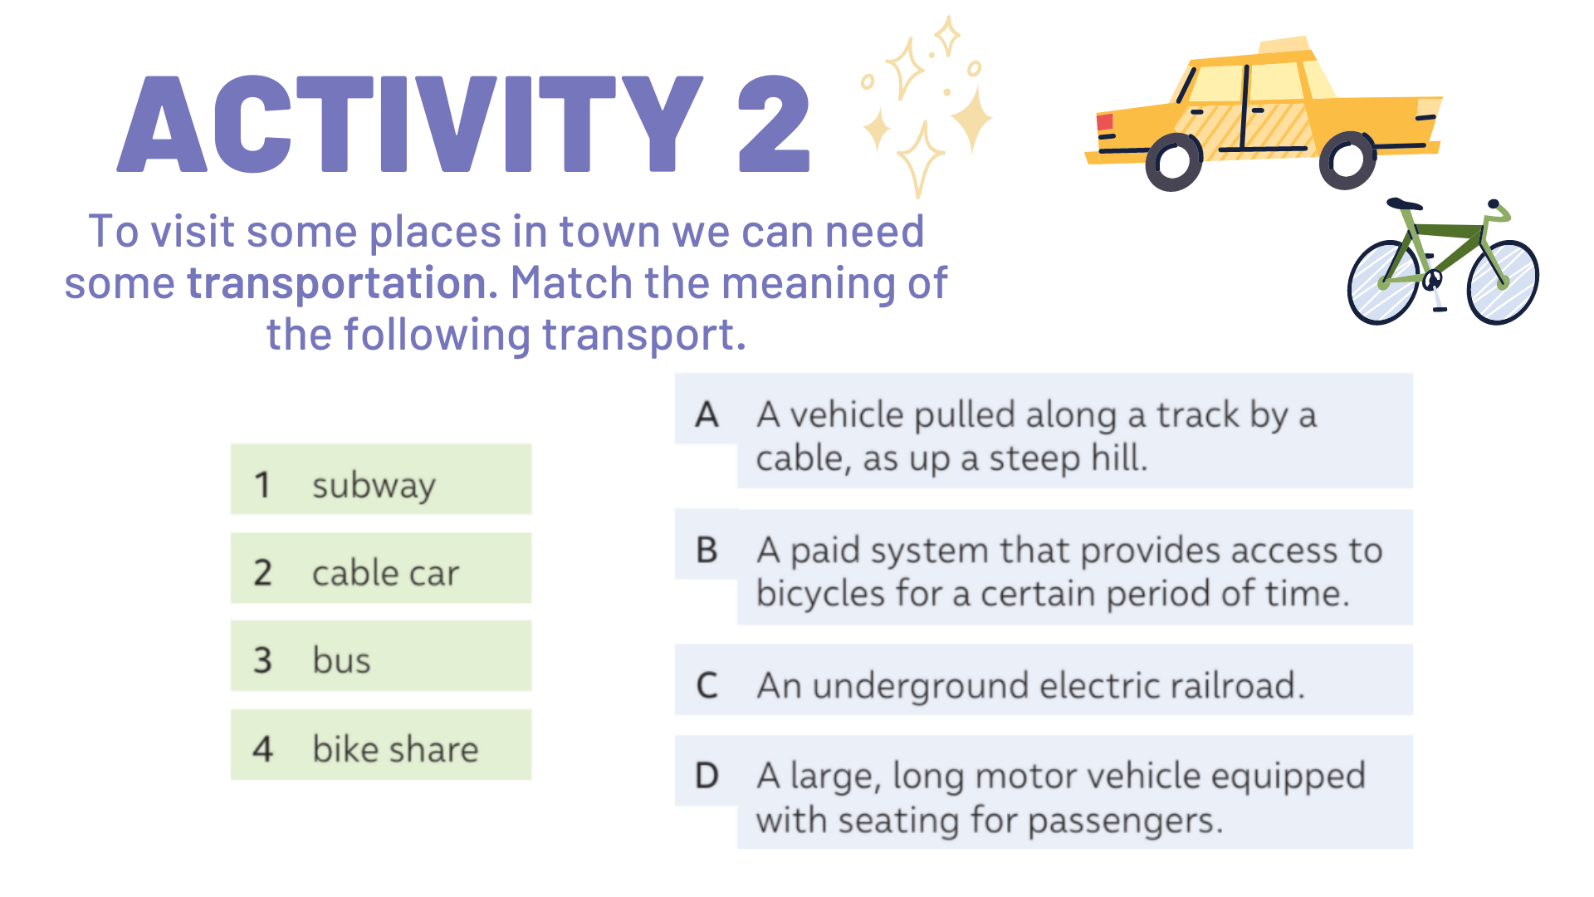 ACTIVITY 2
To visit some places in town we can need
some transportation. Match the meaning of
the following transport.
1 subway
2 cable car
3 bus
4 bike share
A A vehicle pulled along a track by a
cable, as up a steep hill.
B A paid system that provides access to
bicycles for a certain period of time.
C An underground electric railroad.
D A large, long motor vehicle equipped
with seating for passengers.